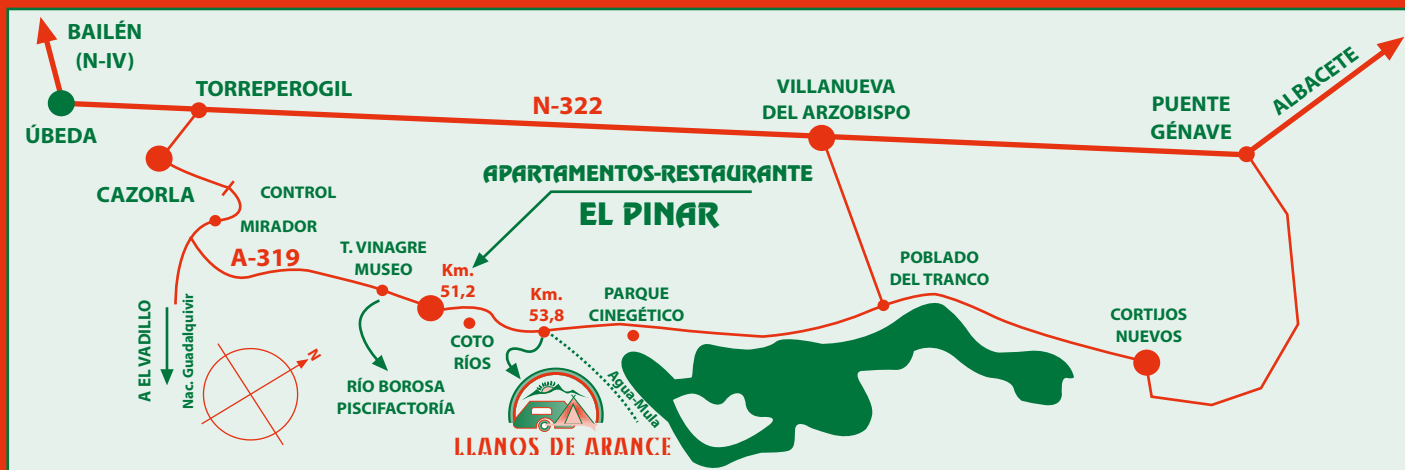 BAILÉN
(N-IV)
ÚBEDA
TORREPEROGIL
N-322
VILLANUEVA
DEL ARZOBISPO
PUENTE
GÉNAVE
ALBACETE
CAZORLA
CONTROL
MIRADOR
A-319
APARTAMENTOS-RESTAURANTE
EL PINAR
T. VINAGRE
MUSEO
Km.
51,2
Km.
53,8
PARQUE
CINEGÉTICO
POBLADO
DEL TRANCO
CORTIJOS
NUEVOS
COTO
RÍOS
A EL VADILLO
Nac. Guadalquivir
N
RÍO BOROSA
PISCIFACTORÍA
Agua-Mula
LLANOS DE ARANCE